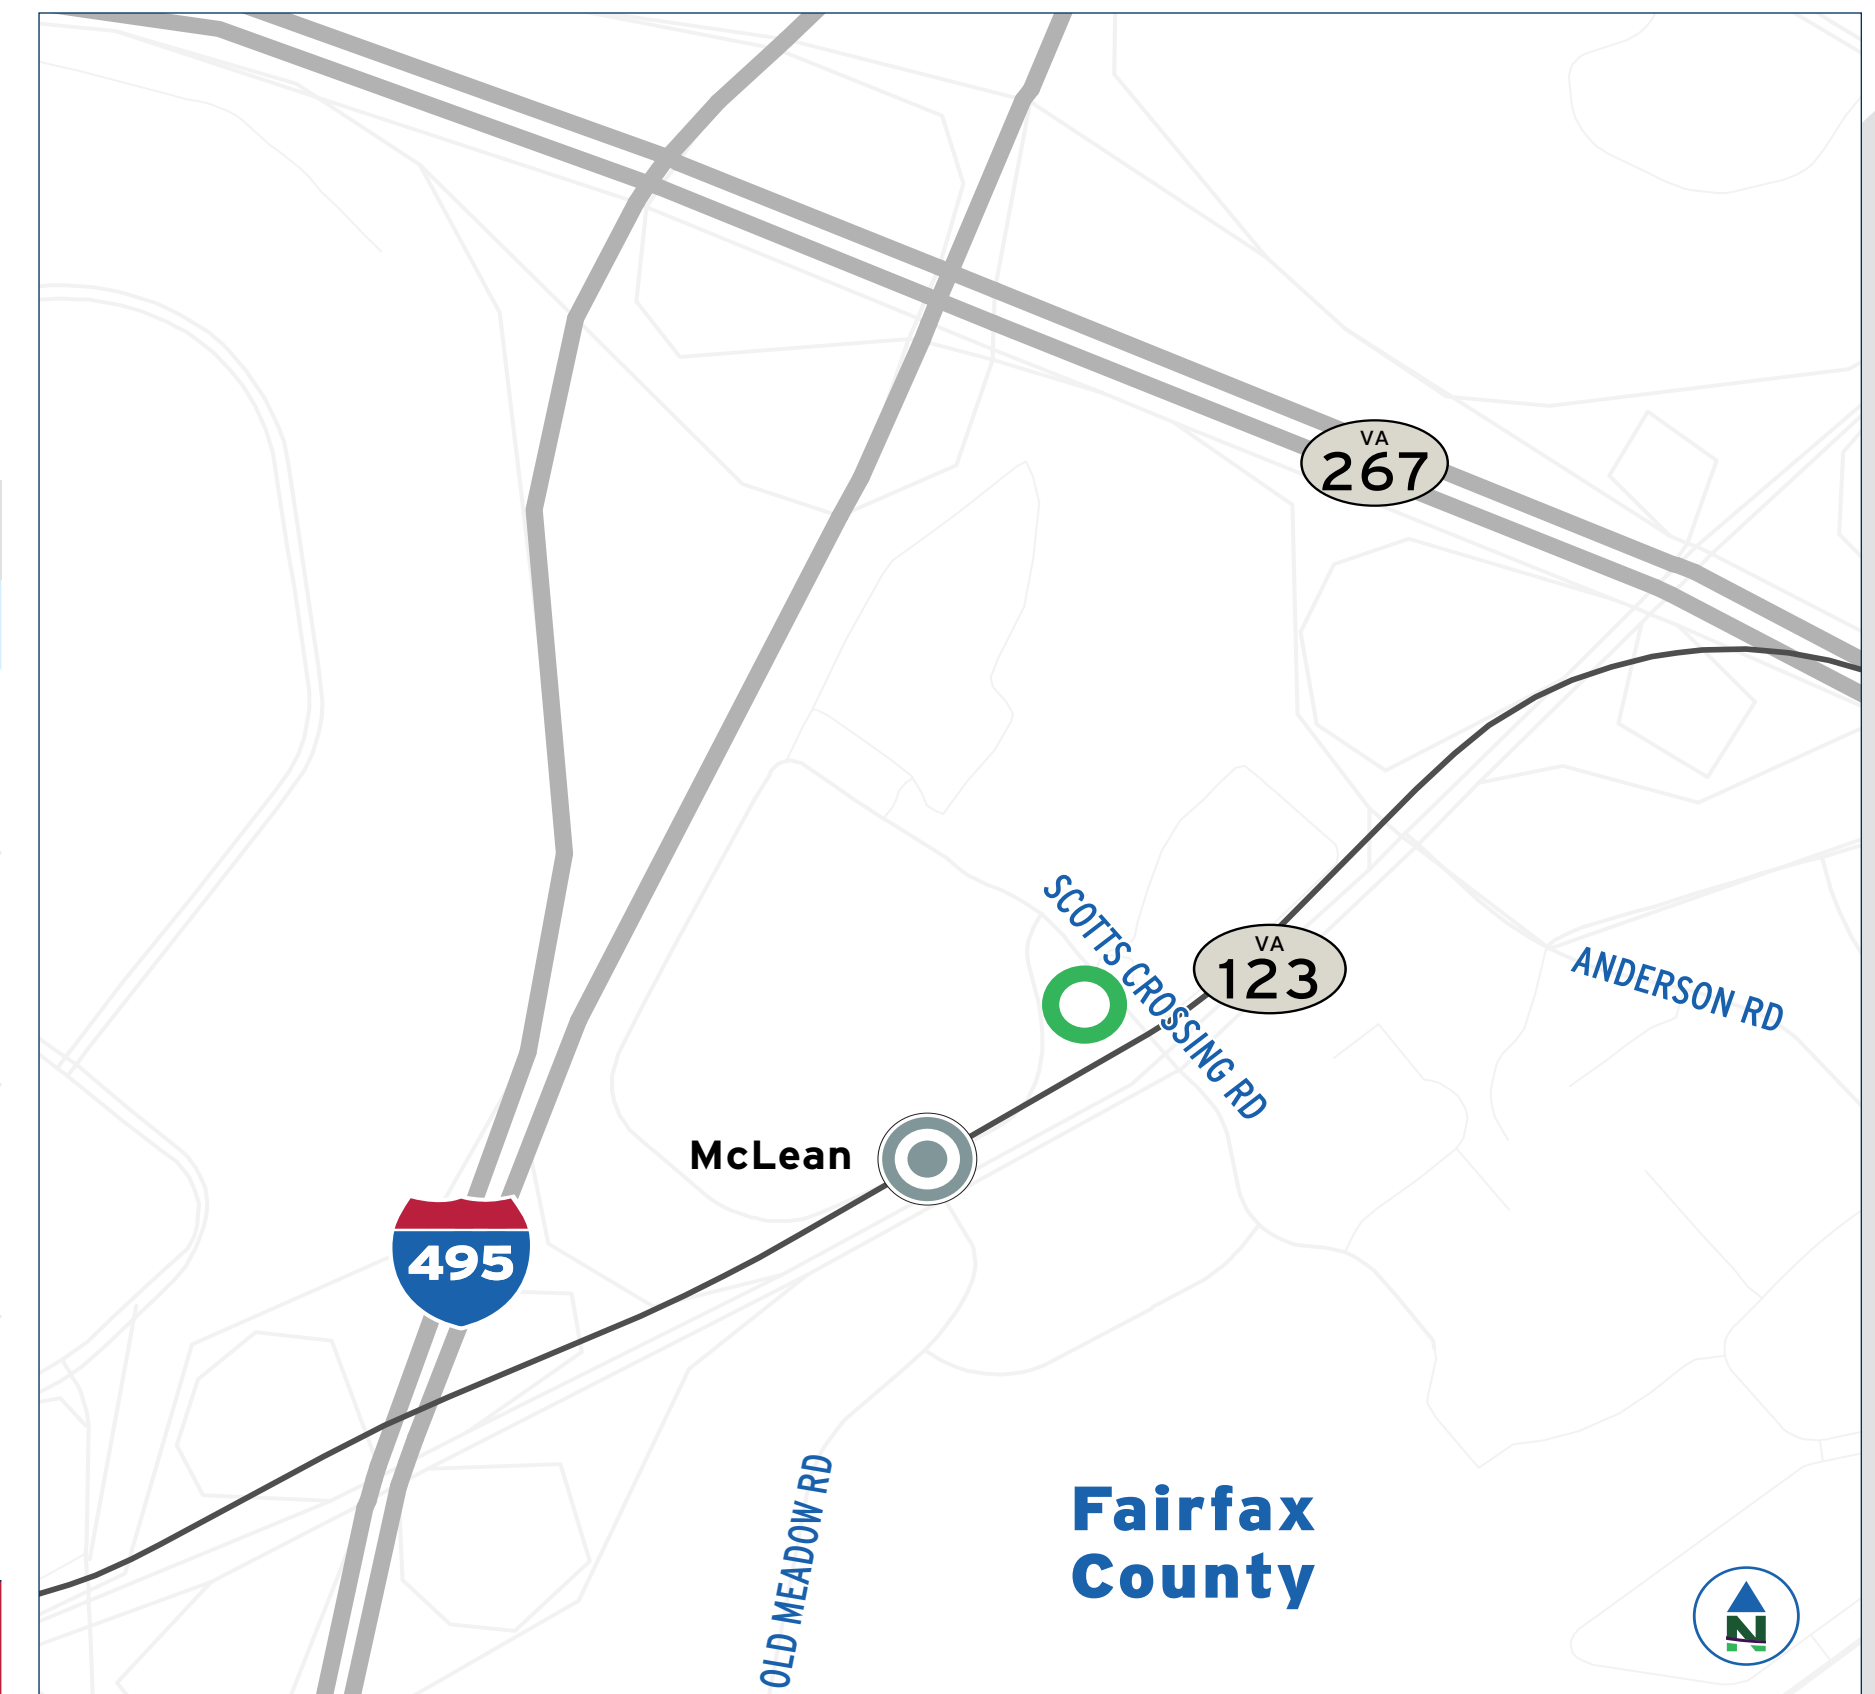 VA
267
SCOTTS CROSSING RD
VA
123
ANDERSON RD
McLean
495
OLD MEADOW RD
Fairfax
County
N